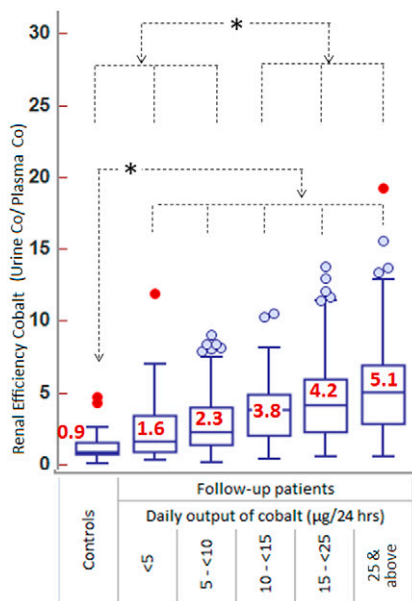 Renal Efficiency Cobalt (Urine Co/ Plasma Co)
30
25
20
15
10
5
0
*
*
0.9
1.6
2.3
3.8
4.2
5.1
Controls
Follow-up patients
Daily output of cobalt (µg/24 hrs)
<5
5 - <10
10 - <15
15 - <25
25 &
above